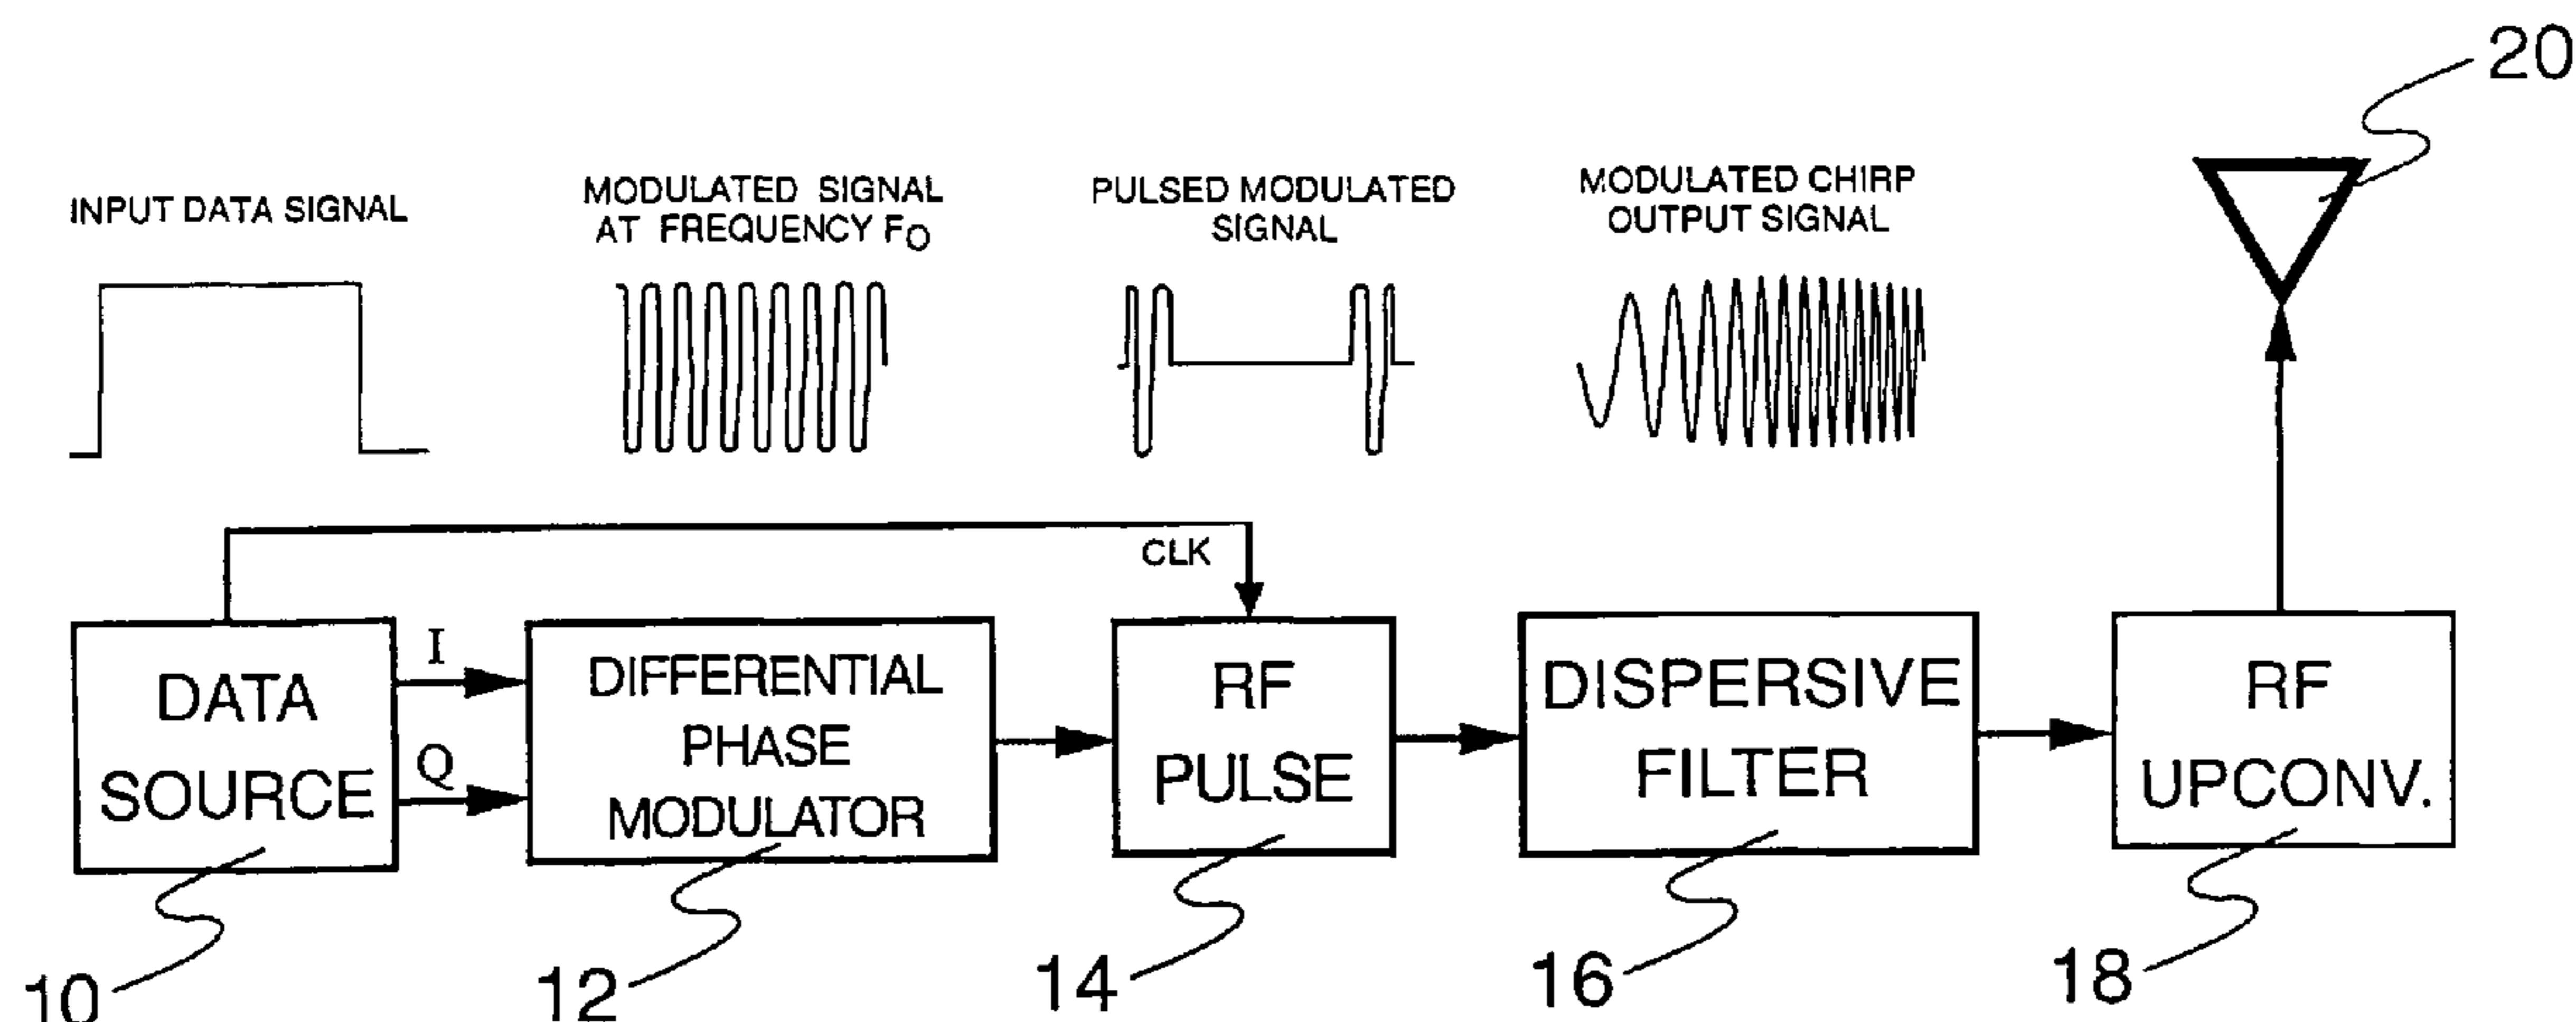 20
INPUT DATA SIGNAL
MODULATED SIGNAL
AT FREQUENCY FO
PULSED MODULATED
SIGNAL
MODULATED CHIRP
OUTPUT SIGNAL
CLK
DATA
SOURCE
I
Q
DIFFERENTIAL
PHASE
MODULATOR
RF
PULSE
DISPERSIVE
FILTER
RF
UPCONV.
10
12
14
16
18